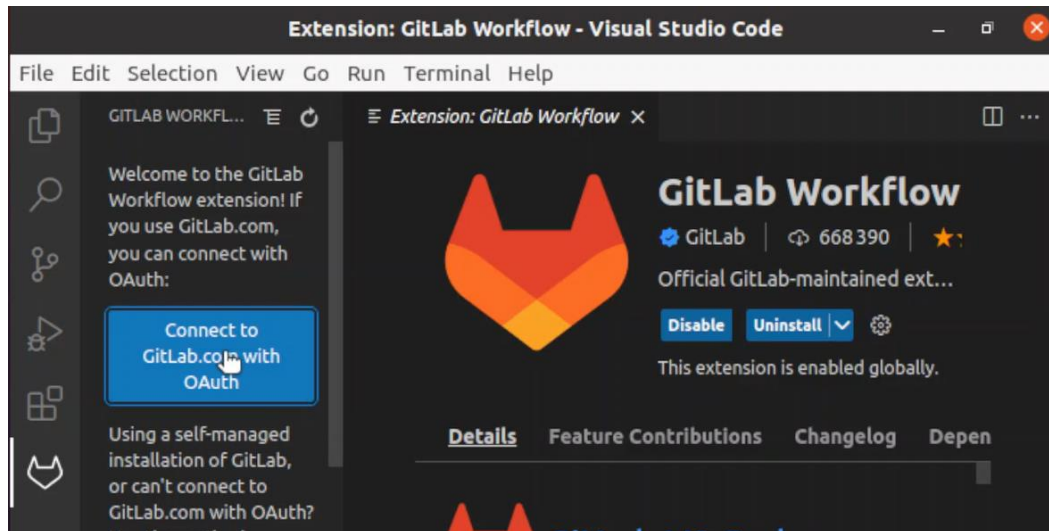 Extension: GitLab Workflow - Visual Studio Code
File Edit Selection View Go Run Terminal Help
GITLAB WORKFL...
Extension: GitLab Workflow
Welcome to the GitLab
Workflow extension! If
you use GitLab.com,
you can connect with
OAuth:
Connect to
GitLab.com with
OAuth
Using a self-managed
installation of GitLab,
or can't connect to
GitLab.com with OAuth?
GitLab Workflow
GitLab 668390
Official GitLab-maintained ext...
Disable Uninstall
This extension is enabled globally.
Details Feature Contributions Changelog Depen